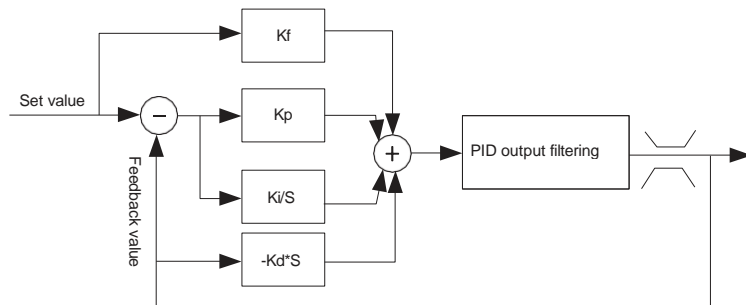 Kf
Set value
−
Kp
+
PID output filtering
Feedback value
Ki/S
-Kd*S